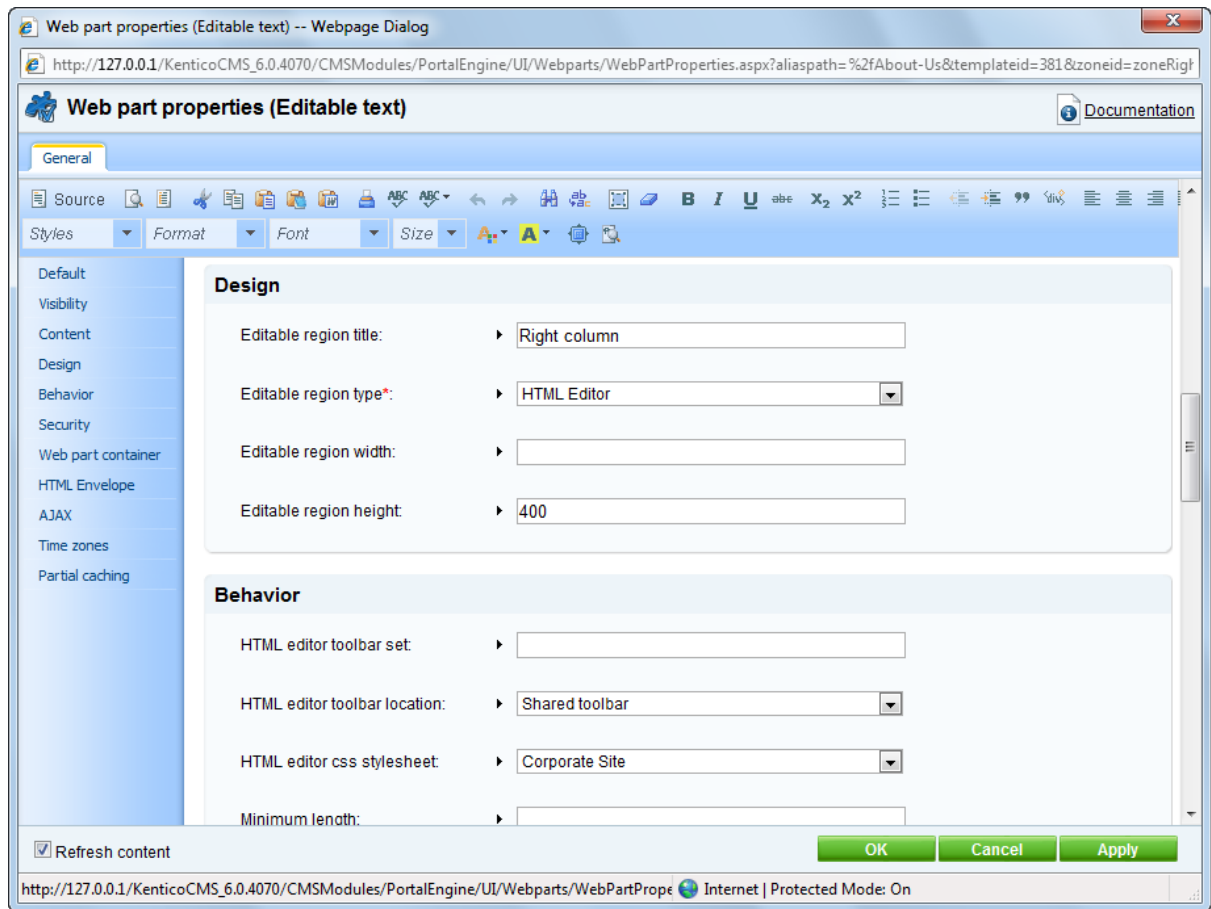 Web part properties (Editable text) -- Webpage Dialog
http://127.0.0.1/KenticoCMS_6.0.4070/CMSModules/PortalEngine/UI/Webparts/WebPartProperties.aspx?aliaspath=%2fAbout-Us&templateid=381&zoneid=zoneRigh
Web part properties (Editable text)
Documentation
General
Source ABC ABC B I U abc X2 X2
Styles Format Font Size A A
Default
Visibility
Content
Design
Behavior
Security
Web part container
HTML Envelope
AJAX
Time zones
Partial caching
Design
Editable region title: Right column
Editable region type*: HTML Editor
Editable region width:
Editable region height: 400
Behavior
HTML editor toolbar set:
HTML editor toolbar location: Shared toolbar
HTML editor css stylesheet: Corporate Site
Minimum length:
Refresh content
OK Cancel Apply
http://127.0.0.1/KenticoCMS_6.0.4070/CMSModules/PortalEngine/UI/Webparts/WebPartPrope Internet | Protected Mode: On